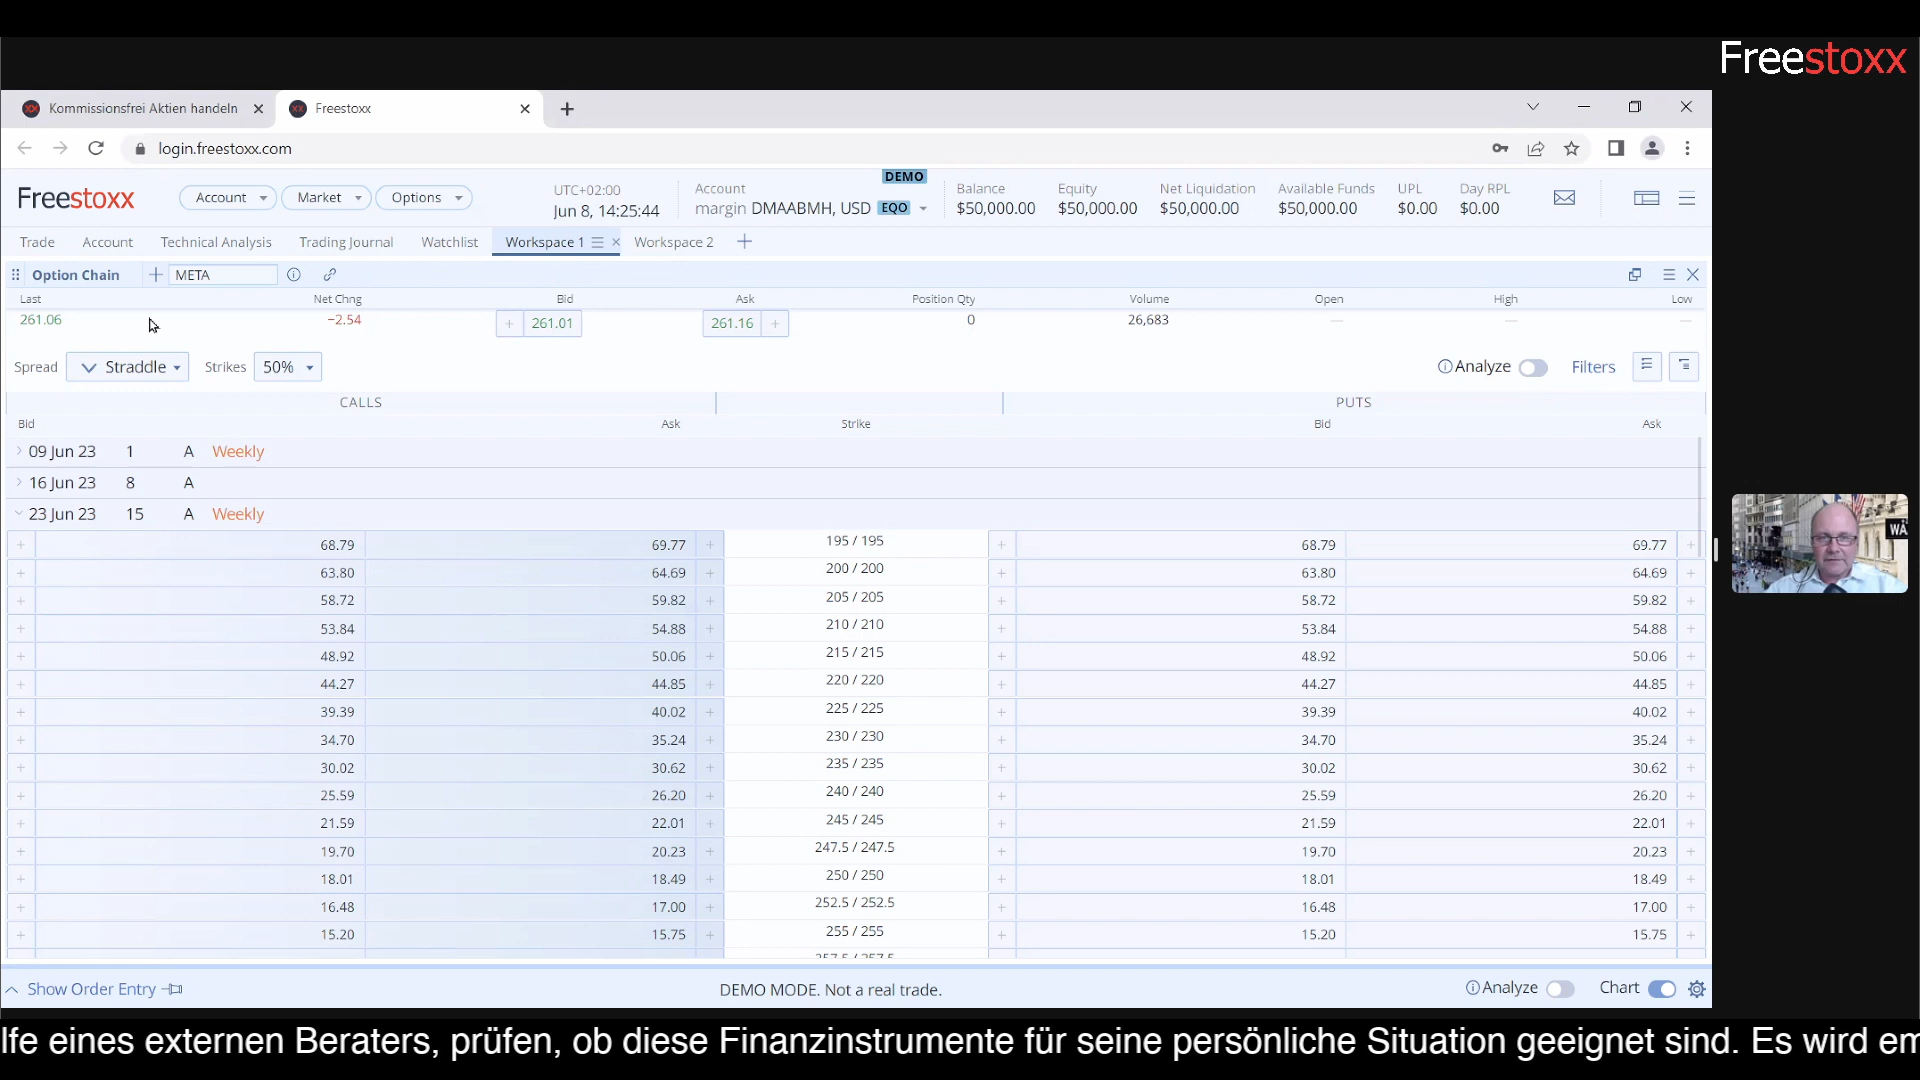 Freestoxx
Kommissionsfrei Aktien handeln
Freestoxx
login.freestoxx.com
Freestoxx
Account
Market
Options
UTC+02:00
Jun 8, 14:25:44
Account
margin DMAABMH, USD EQO
DEMO
Balance
$50,000.00
Equity
$50,000.00
Net Liquidation
$50,000.00
Available Funds
$50,000.00
UPL
$0.00
Day RPL
$0.00
Trade Account Technical Analysis Trading Journal Watchlist Workspace 1 Workspace 2
Option Chain META
Last Net Chng Bid Ask Position Qty Volume Open High Low
261.06 −2.54 261.01 261.16 0 26,683 — — —
Spread Straddle Strikes 50% Analyze Filters
CALLS PUTS
Bid Ask Strike Bid Ask
09 Jun 23 1 A Weekly
16 Jun 23 8 A
23 Jun 23 15 A Weekly
68.79 69.77 195 / 195 68.79 69.77
63.80 64.69 200 / 200 63.80 64.69
58.72 59.82 205 / 205 58.72 59.82
53.84 54.88 210 / 210 53.84 54.88
48.92 50.06 215 / 215 48.92 50.06
44.27 44.85 220 / 220 44.27 44.85
39.39 40.02 225 / 225 39.39 40.02
34.70 35.24 230 / 230 34.70 35.24
30.02 30.62 235 / 235 30.02 30.62
25.59 26.20 240 / 240 25.59 26.20
21.59 22.01 245 / 245 21.59 22.01
19.70 20.23 247.5 / 247.5 19.70 20.23
18.01 18.49 250 / 250 18.01 18.49
16.48 17.00 252.5 / 252.5 16.48 17.00
15.20 15.75 255 / 255 15.20 15.75
Show Order Entry
DEMO MODE. Not a real trade.
Analyze Chart
WA
lfe eines externen Beraters, prüfen, ob diese Finanzinstrumente für seine persönliche Situation geeignet sind. Es wird em